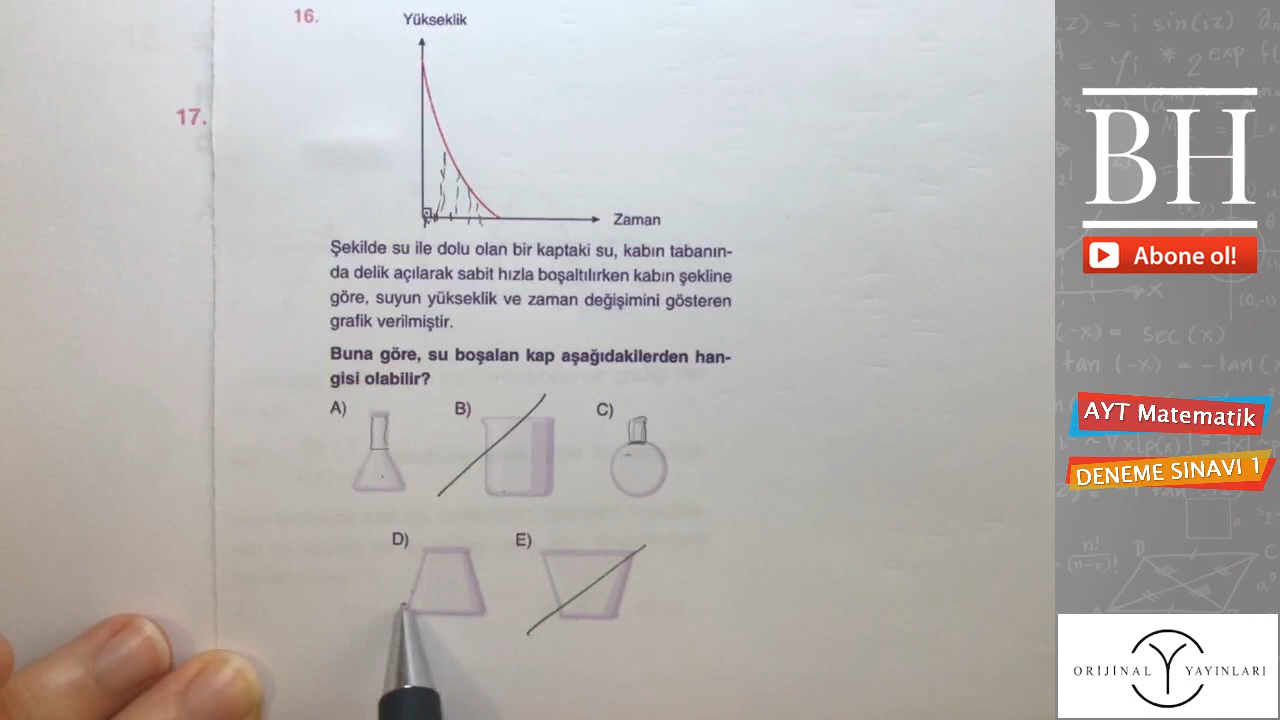 16.
Yükseklik
17.
Zaman
Şekilde su ile dolu olan bir kaptaki su, kabın tabanın-
da delik açılarak sabit hızla boşaltılırken kabın şekline
göre, suyun yükseklik ve zaman değişimini gösteren
grafik verilmiştir.
Buna göre, su boşalan kap aşağıdakilerden han-
gisi olabilir?
A)
B)
C)
D)
E)
BH
Abone ol!
AYT Matematik
DENEME SINAVI 1
ORİJİNAL YAYINLARI